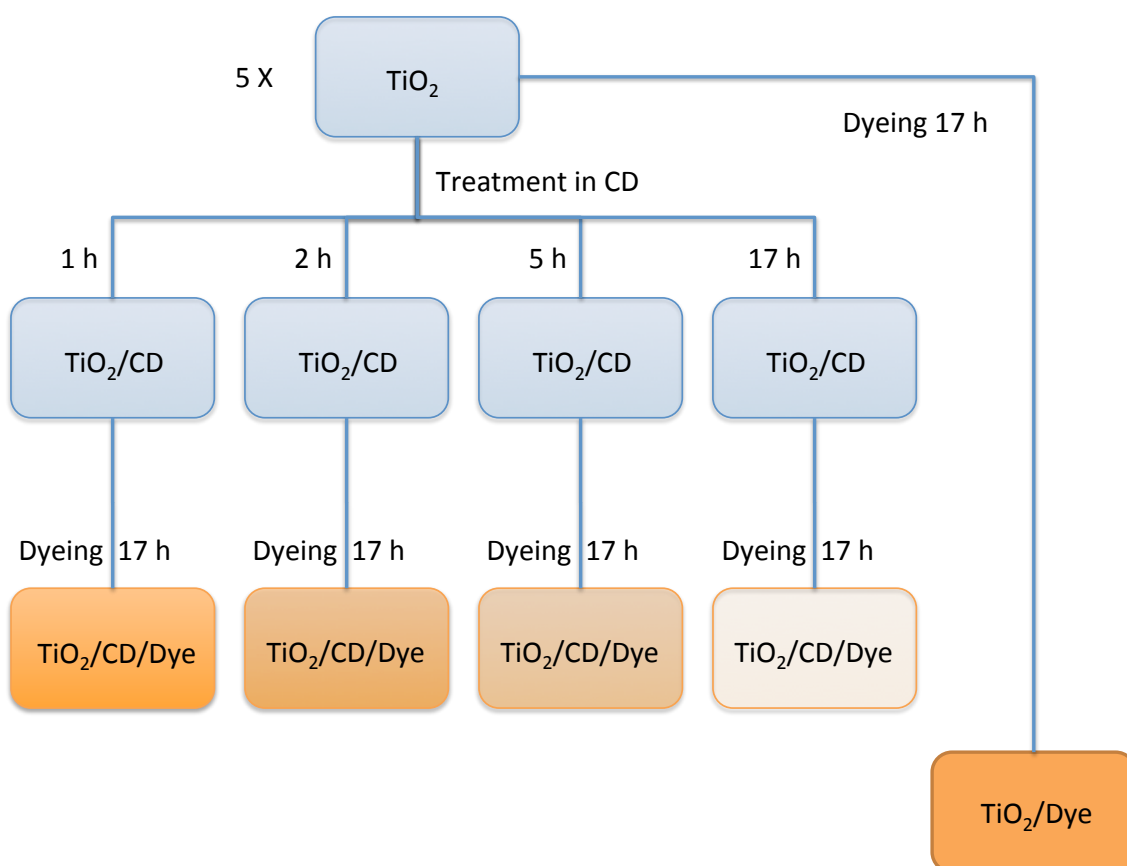 5 X
TiO₂
Dyeing 17 h
Treatment in CD
1 h
2 h
5 h
17 h
TiO₂/CD
TiO₂/CD
TiO₂/CD
TiO₂/CD
Dyeing 17 h
Dyeing 17 h
Dyeing 17 h
Dyeing 17 h
TiO₂/CD/Dye
TiO₂/CD/Dye
TiO₂/CD/Dye
TiO₂/CD/Dye
TiO₂/Dye